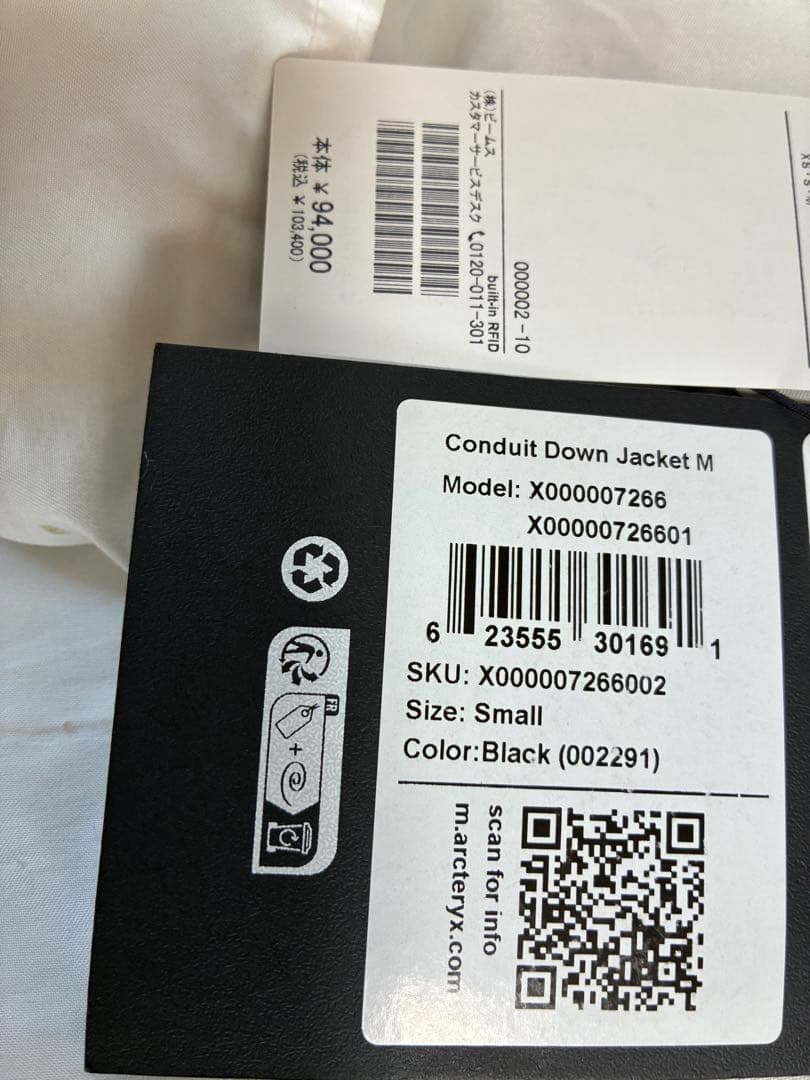 (株)ビームス
カスタマーサービスデスク 0120-011-301
built-in RFID
000002-10
本体 ¥94,000
(税込 ¥103,400)
Conduit Down Jacket M
Model: X000007266
X00000726601
6 23555 30169 1
SKU: X000007266002
Size: Small
Color:Black (002291)
scan for info
m.arcteryx.com
FR
+